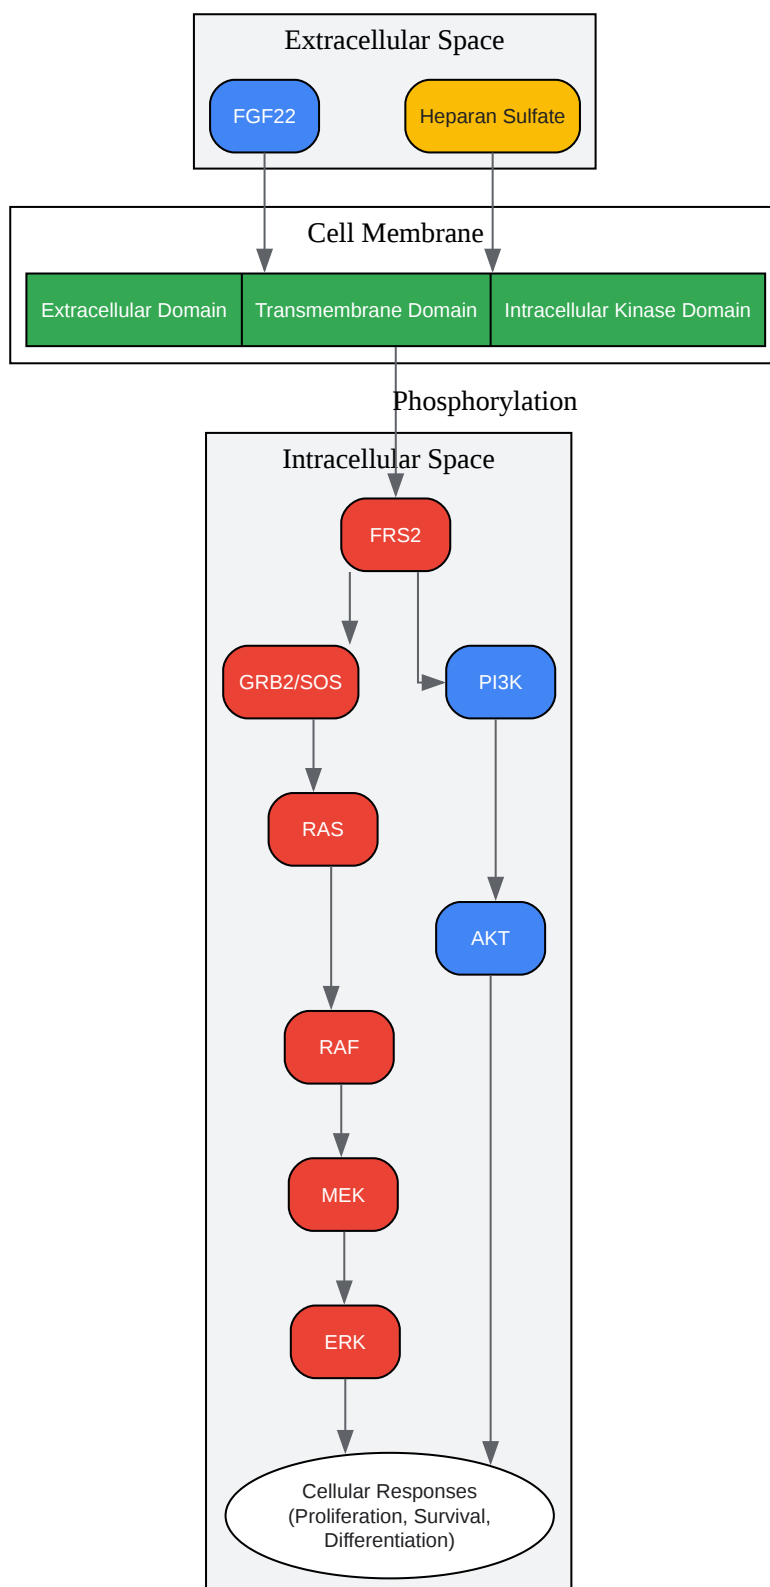 Extracellular Space
FGF22
Heparan Sulfate
Cell Membrane
Extracellular Domain
Transmembrane Domain
Intracellular Kinase Domain
Phosphorylation
Intracellular Space
FRS2
GRB2/SOS
PI3K
RAS
AKT
RAF
MEK
ERK
Cellular Responses
(Proliferation, Survival,
Differentiation)